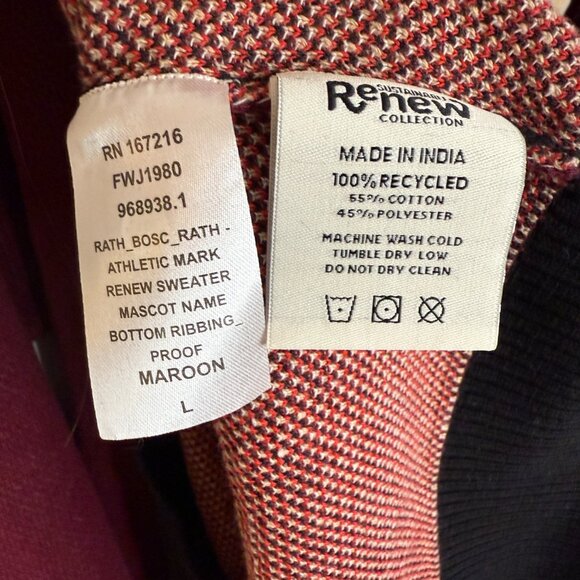 RN 167216
FWJ1980
968938.1
RATH_BOSC_RATH -
ATHLETIC MARK
RENEW SWEATER
MASCOT NAME
BOTTOM RIBBING_
PROOF
MAROON
L
SUSTAINABLE
Renew
COLLECTION
MADE IN INDIA
100% RECYCLED
55% COTTON
45% POLYESTER
MACHINE WASH COLD
TUMBLE DRY LOW
DO NOT DRY CLEAN